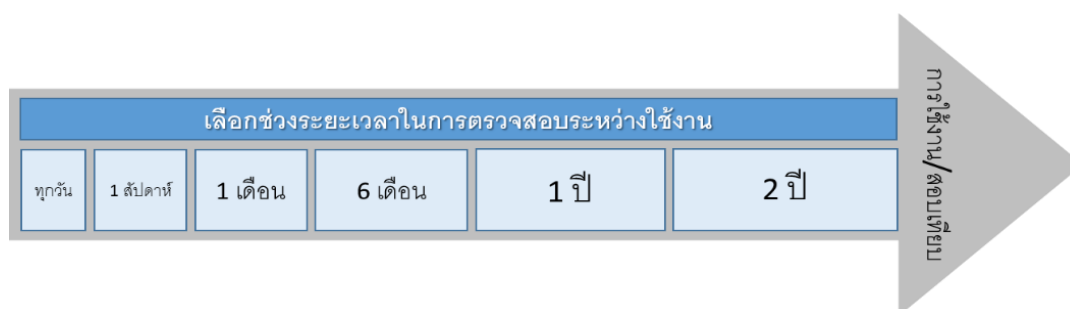 เลือกช่วงระยะเวลาในการตรวจสอบระหว่างใช้งาน
ทุกวัน
1 สัปดาห์
1 เดือน
6 เดือน
1 ปี
2 ปี
การใช้งาน/สอบเทียบ